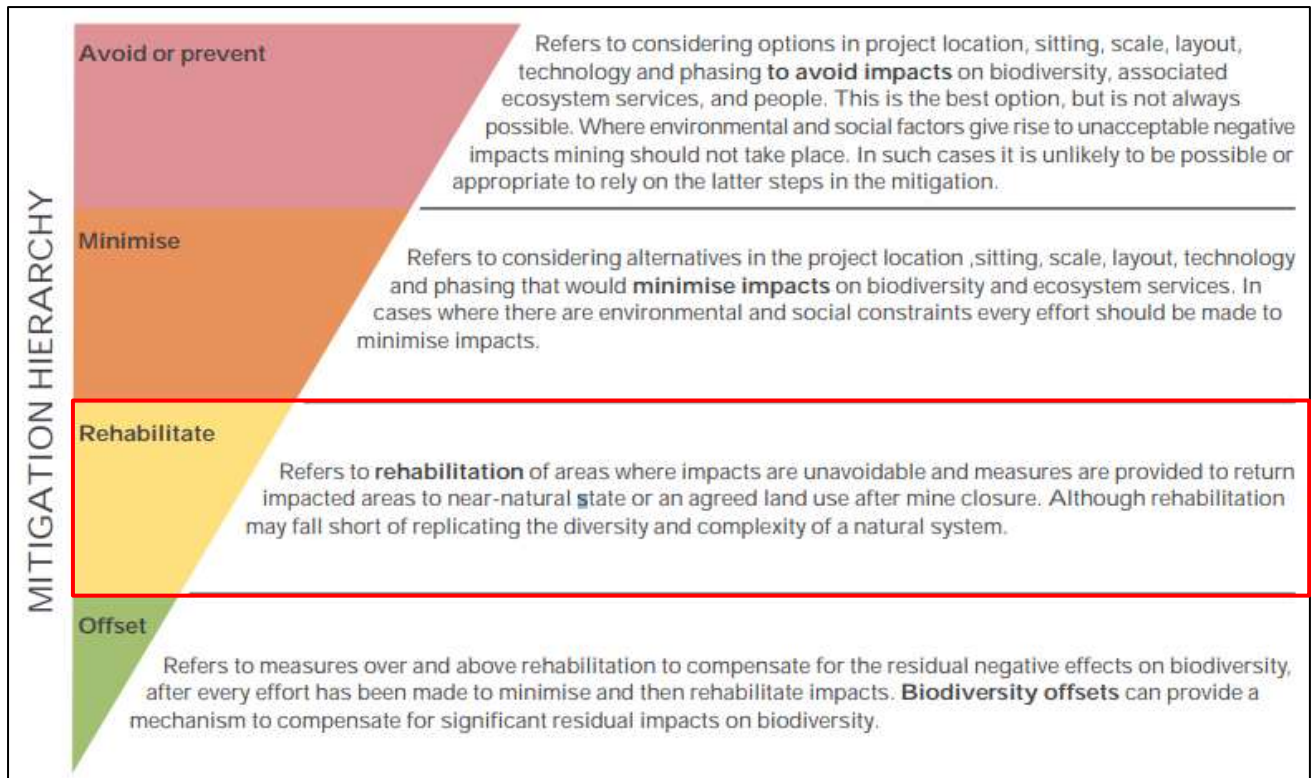 MITIGATION HIERARCHY
Avoid or prevent
Refers to considering options in project location, sitting, scale, layout,
technology and phasing to avoid impacts on biodiversity, associated
ecosystem services, and people. This is the best option, but is not always
possible. Where environmental and social factors give rise to unacceptable negative
impacts mining should not take place. In such cases it is unlikely to be possible or
appropriate to rely on the latter steps in the mitigation.
Minimise
Refers to considering alternatives in the project location ,sitting, scale, layout, technology
and phasing that would minimise impacts on biodiversity and ecosystem services. In
cases where there are environmental and social constraints every effort should be made to
minimise impacts.
Rehabilitate
Refers to rehabilitation of areas where impacts are unavoidable and measures are provided to return
impacted areas to near-natural state or an agreed land use after mine closure. Although rehabilitation
may fall short of replicating the diversity and complexity of a natural system.
Offset
Refers to measures over and above rehabilitation to compensate for the residual negative effects on biodiversity,
after every effort has been made to minimise and then rehabilitate impacts. Biodiversity offsets can provide a
mechanism to compensate for significant residual impacts on biodiversity.